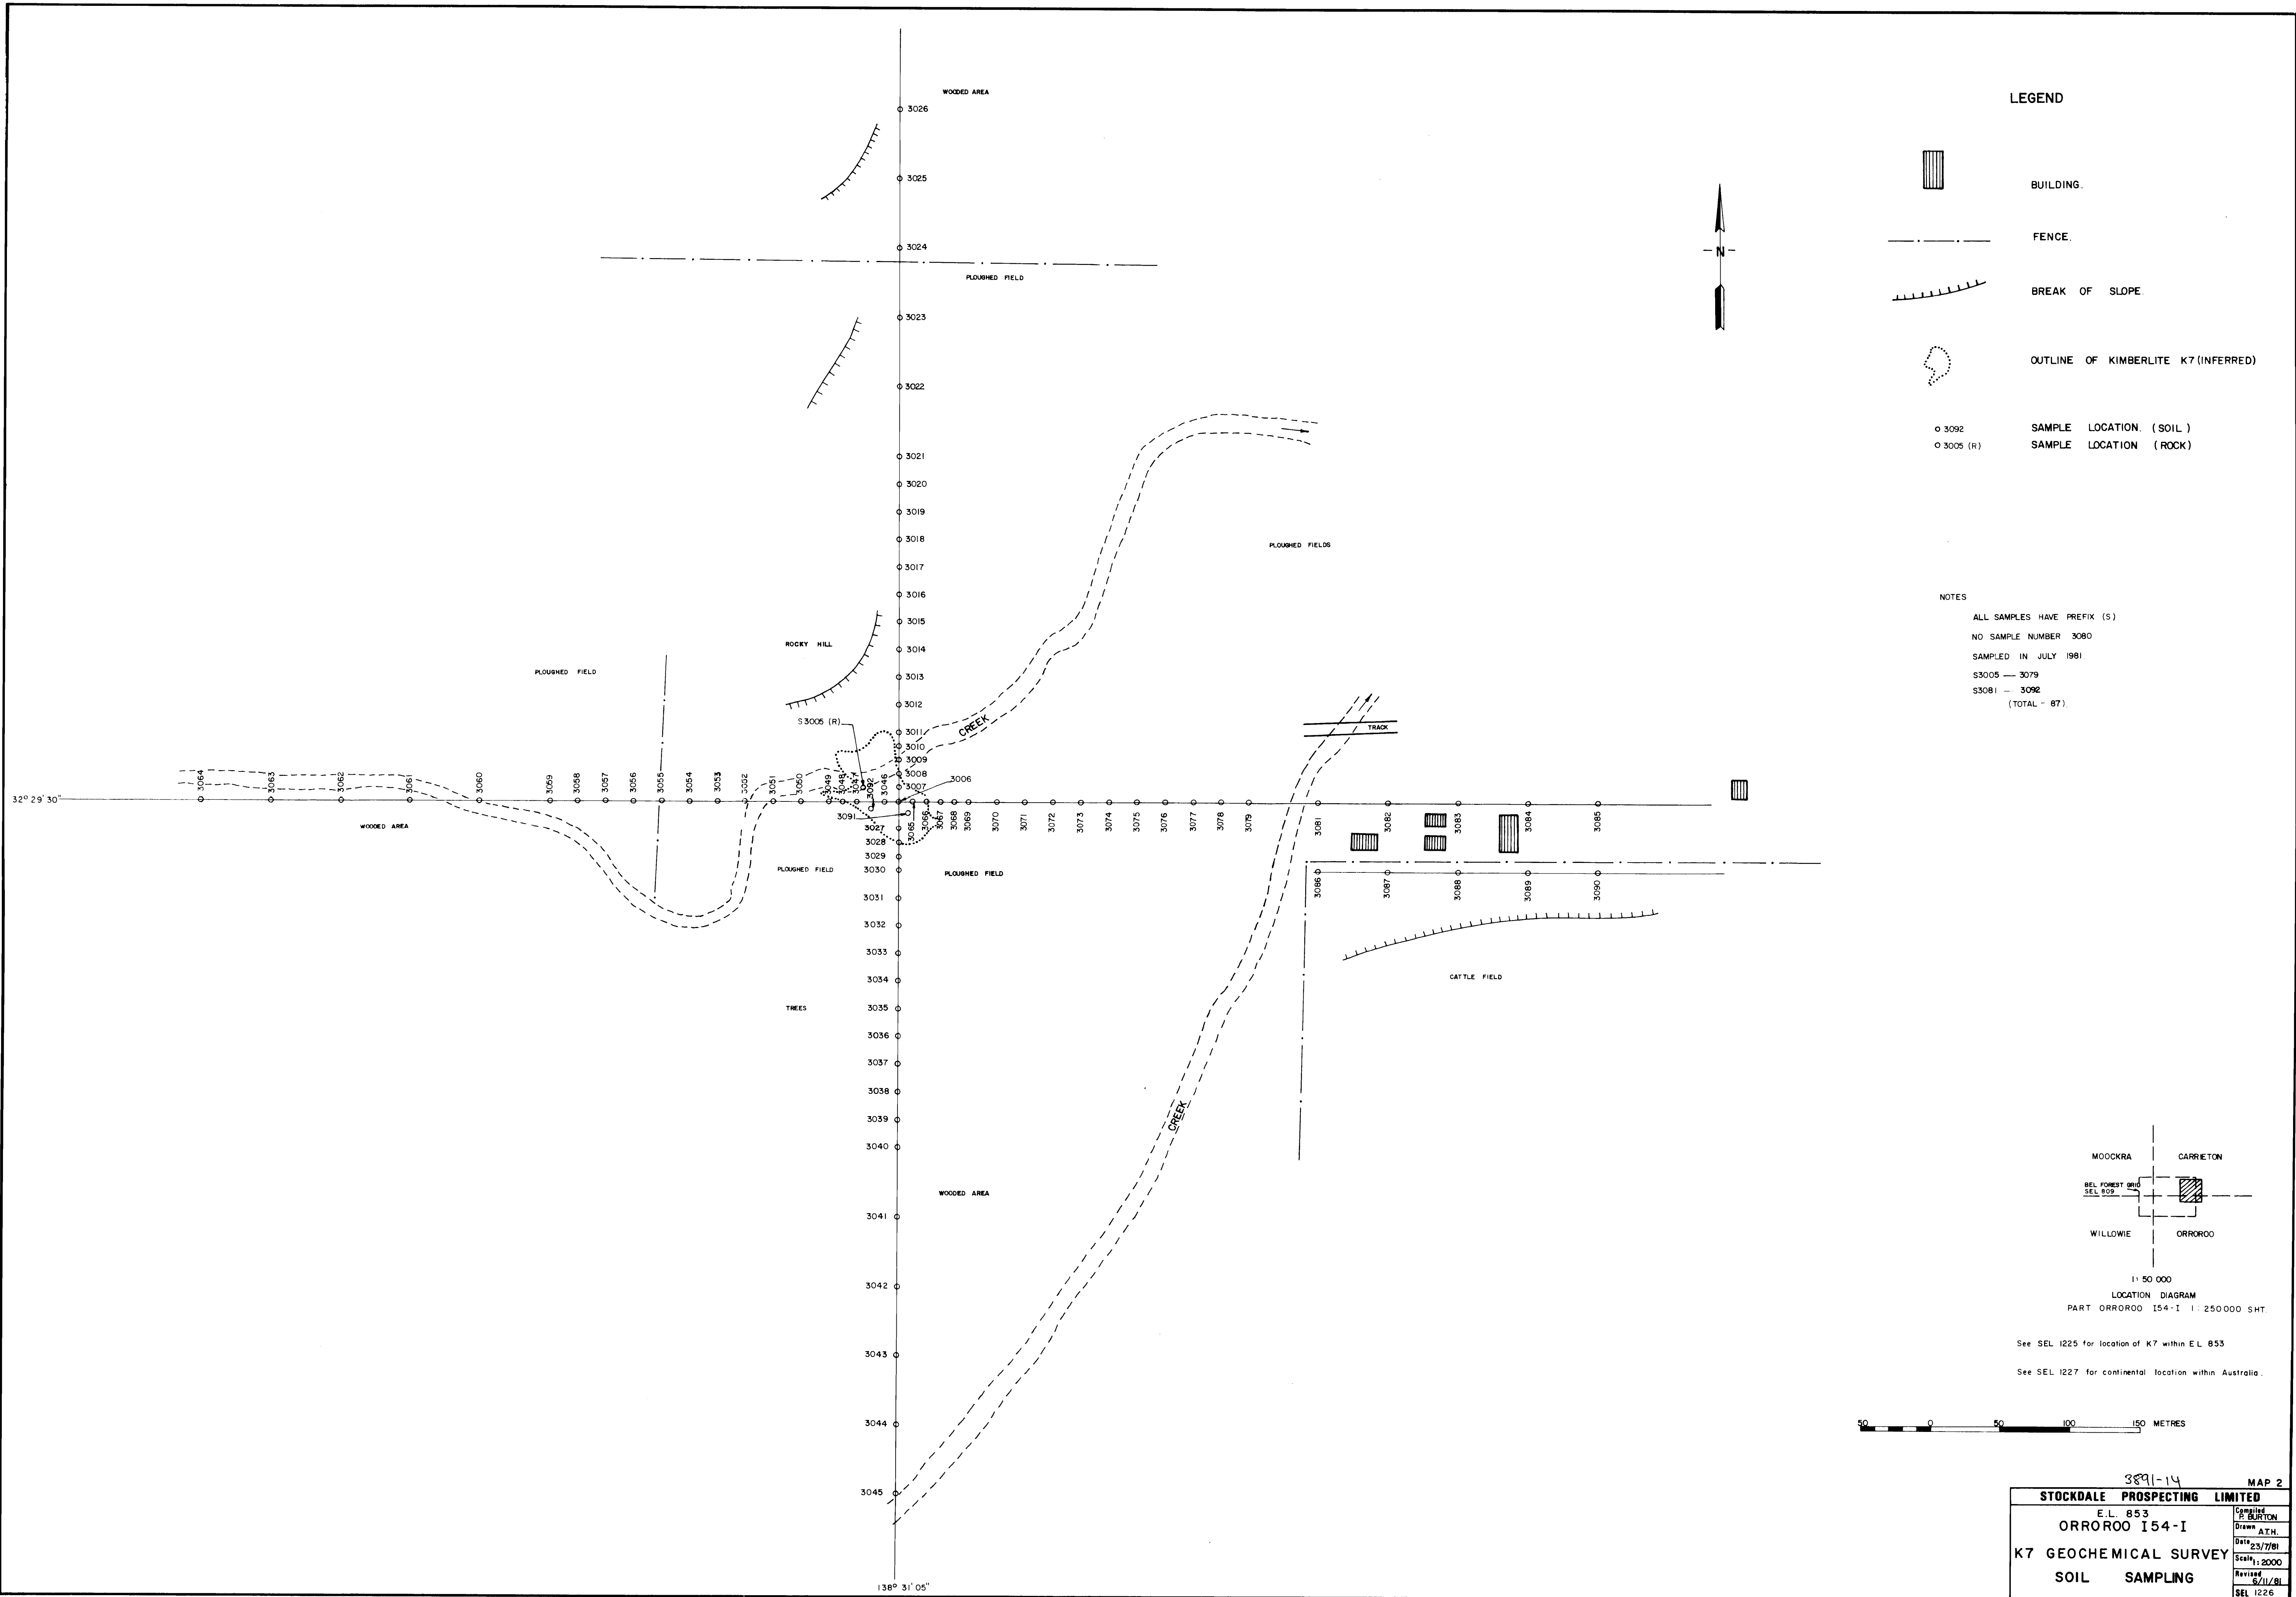 WOODED AREA
3026
3025
3024
PLOUGHED FIELD
3023
3022
3021
3020
3019
3018
3017
3016
3015
3014
3013
3012
3011
3010
3009
3008
3007
3006
ROCKY HILL
PLOUGHED FIELD
S3005 (R)
CREEK
PLOUGHED FIELDS
TRACK
32° 29' 30"
3064
3063
3062
3061
3060
3059
3058
3057
3056
3055
3054
3053
3051
3050
3049
3048
3047
3092
3046
3091
3065
3066
3067
3068
3069
3070
3071
3072
3073
3074
3075
3076
3077
3078
3079
3081
3082
3083
3084
3085
3086
3087
3088
3089
3090
WOODED AREA
PLOUGHED FIELD
PLOUGHED FIELD
3027
3028
3029
3030
3031
3032
3033
3034
TREES
3035
3036
3037
3038
3039
3040
CATTLE FIELD
CREEK
WOODED AREA
3041
3042
3043
3044
3045
138° 31' 05"
N
LEGEND
BUILDING.
FENCE.
BREAK OF SLOPE.
OUTLINE OF KIMBERLITE K7 (INFERRED)
3092 SAMPLE LOCATION. (SOIL)
3005 (R) SAMPLE LOCATION (ROCK)
NOTES
ALL SAMPLES HAVE PREFIX (S)
NO SAMPLE NUMBER 3080
SAMPLED IN JULY 1981.
S3005 — 3079
S3081 — 3092
(TOTAL - 87).
MOOCKRA CARRIETON
BEL FOREST GRID
SEL 809
WILLOWIE ORROROO
1:50 000
LOCATION DIAGRAM
PART ORROROO I54-I 1:250000 SHT.
See SEL 1225 for location of K7 within E L 853
See SEL 1227 for continental location within Australia.
50 0 50 100 150 METRES
3891-14
MAP 2
STOCKDALE PROSPECTING LIMITED
E.L. 853
ORROROO I54-I
K7 GEOCHEMICAL SURVEY
SOIL SAMPLING
Compiled P. BURTON
Drawn A.T.H.
Date 23/7/81
Scale 1:2000
Revised 6/11/81
SEL 1226